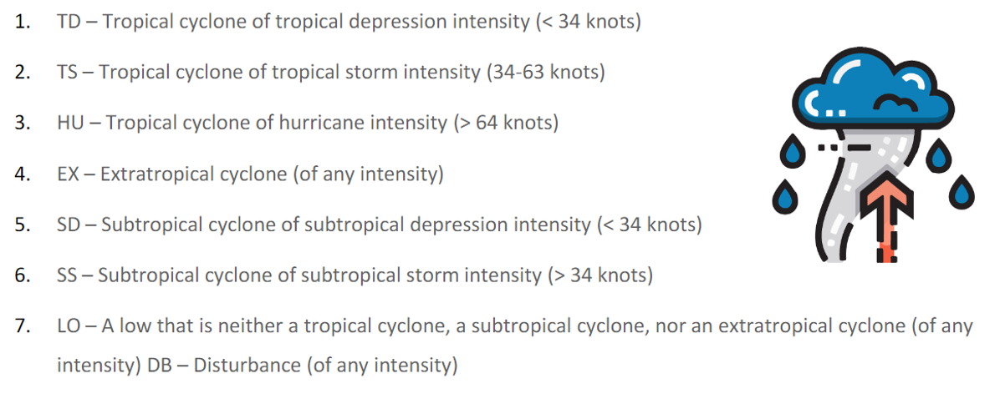 1. TD – Tropical cyclone of tropical depression intensity (< 34 knots)
2. TS – Tropical cyclone of tropical storm intensity (34-63 knots)
3. HU – Tropical cyclone of hurricane intensity (> 64 knots)
4. EX – Extratropical cyclone (of any intensity)
5. SD – Subtropical cyclone of subtropical depression intensity (< 34 knots)
6. SS – Subtropical cyclone of subtropical storm intensity (> 34 knots)
7. LO – A low that is neither a tropical cyclone, a subtropical cyclone, nor an extratropical cyclone (of any
intensity) DB – Disturbance (of any intensity)